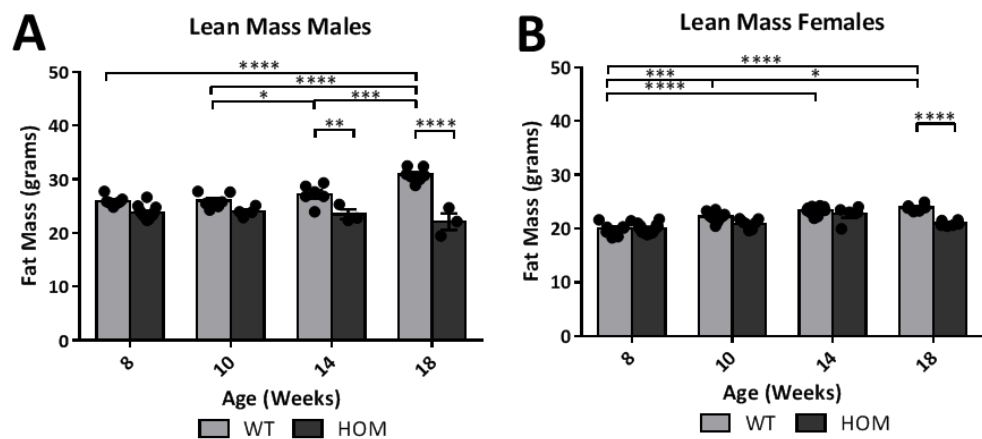 A
Lean Mass Males
****
****
* ***
** ****
50
40
30
20
10
0
Fat Mass (grams)
8 10 14 18
Age (Weeks)
WT HOM
B
Lean Mass Females
****
*** *
****
****
50
40
30
20
10
0
Fat Mass (grams)
8 10 14 18
Age (Weeks)
WT HOM